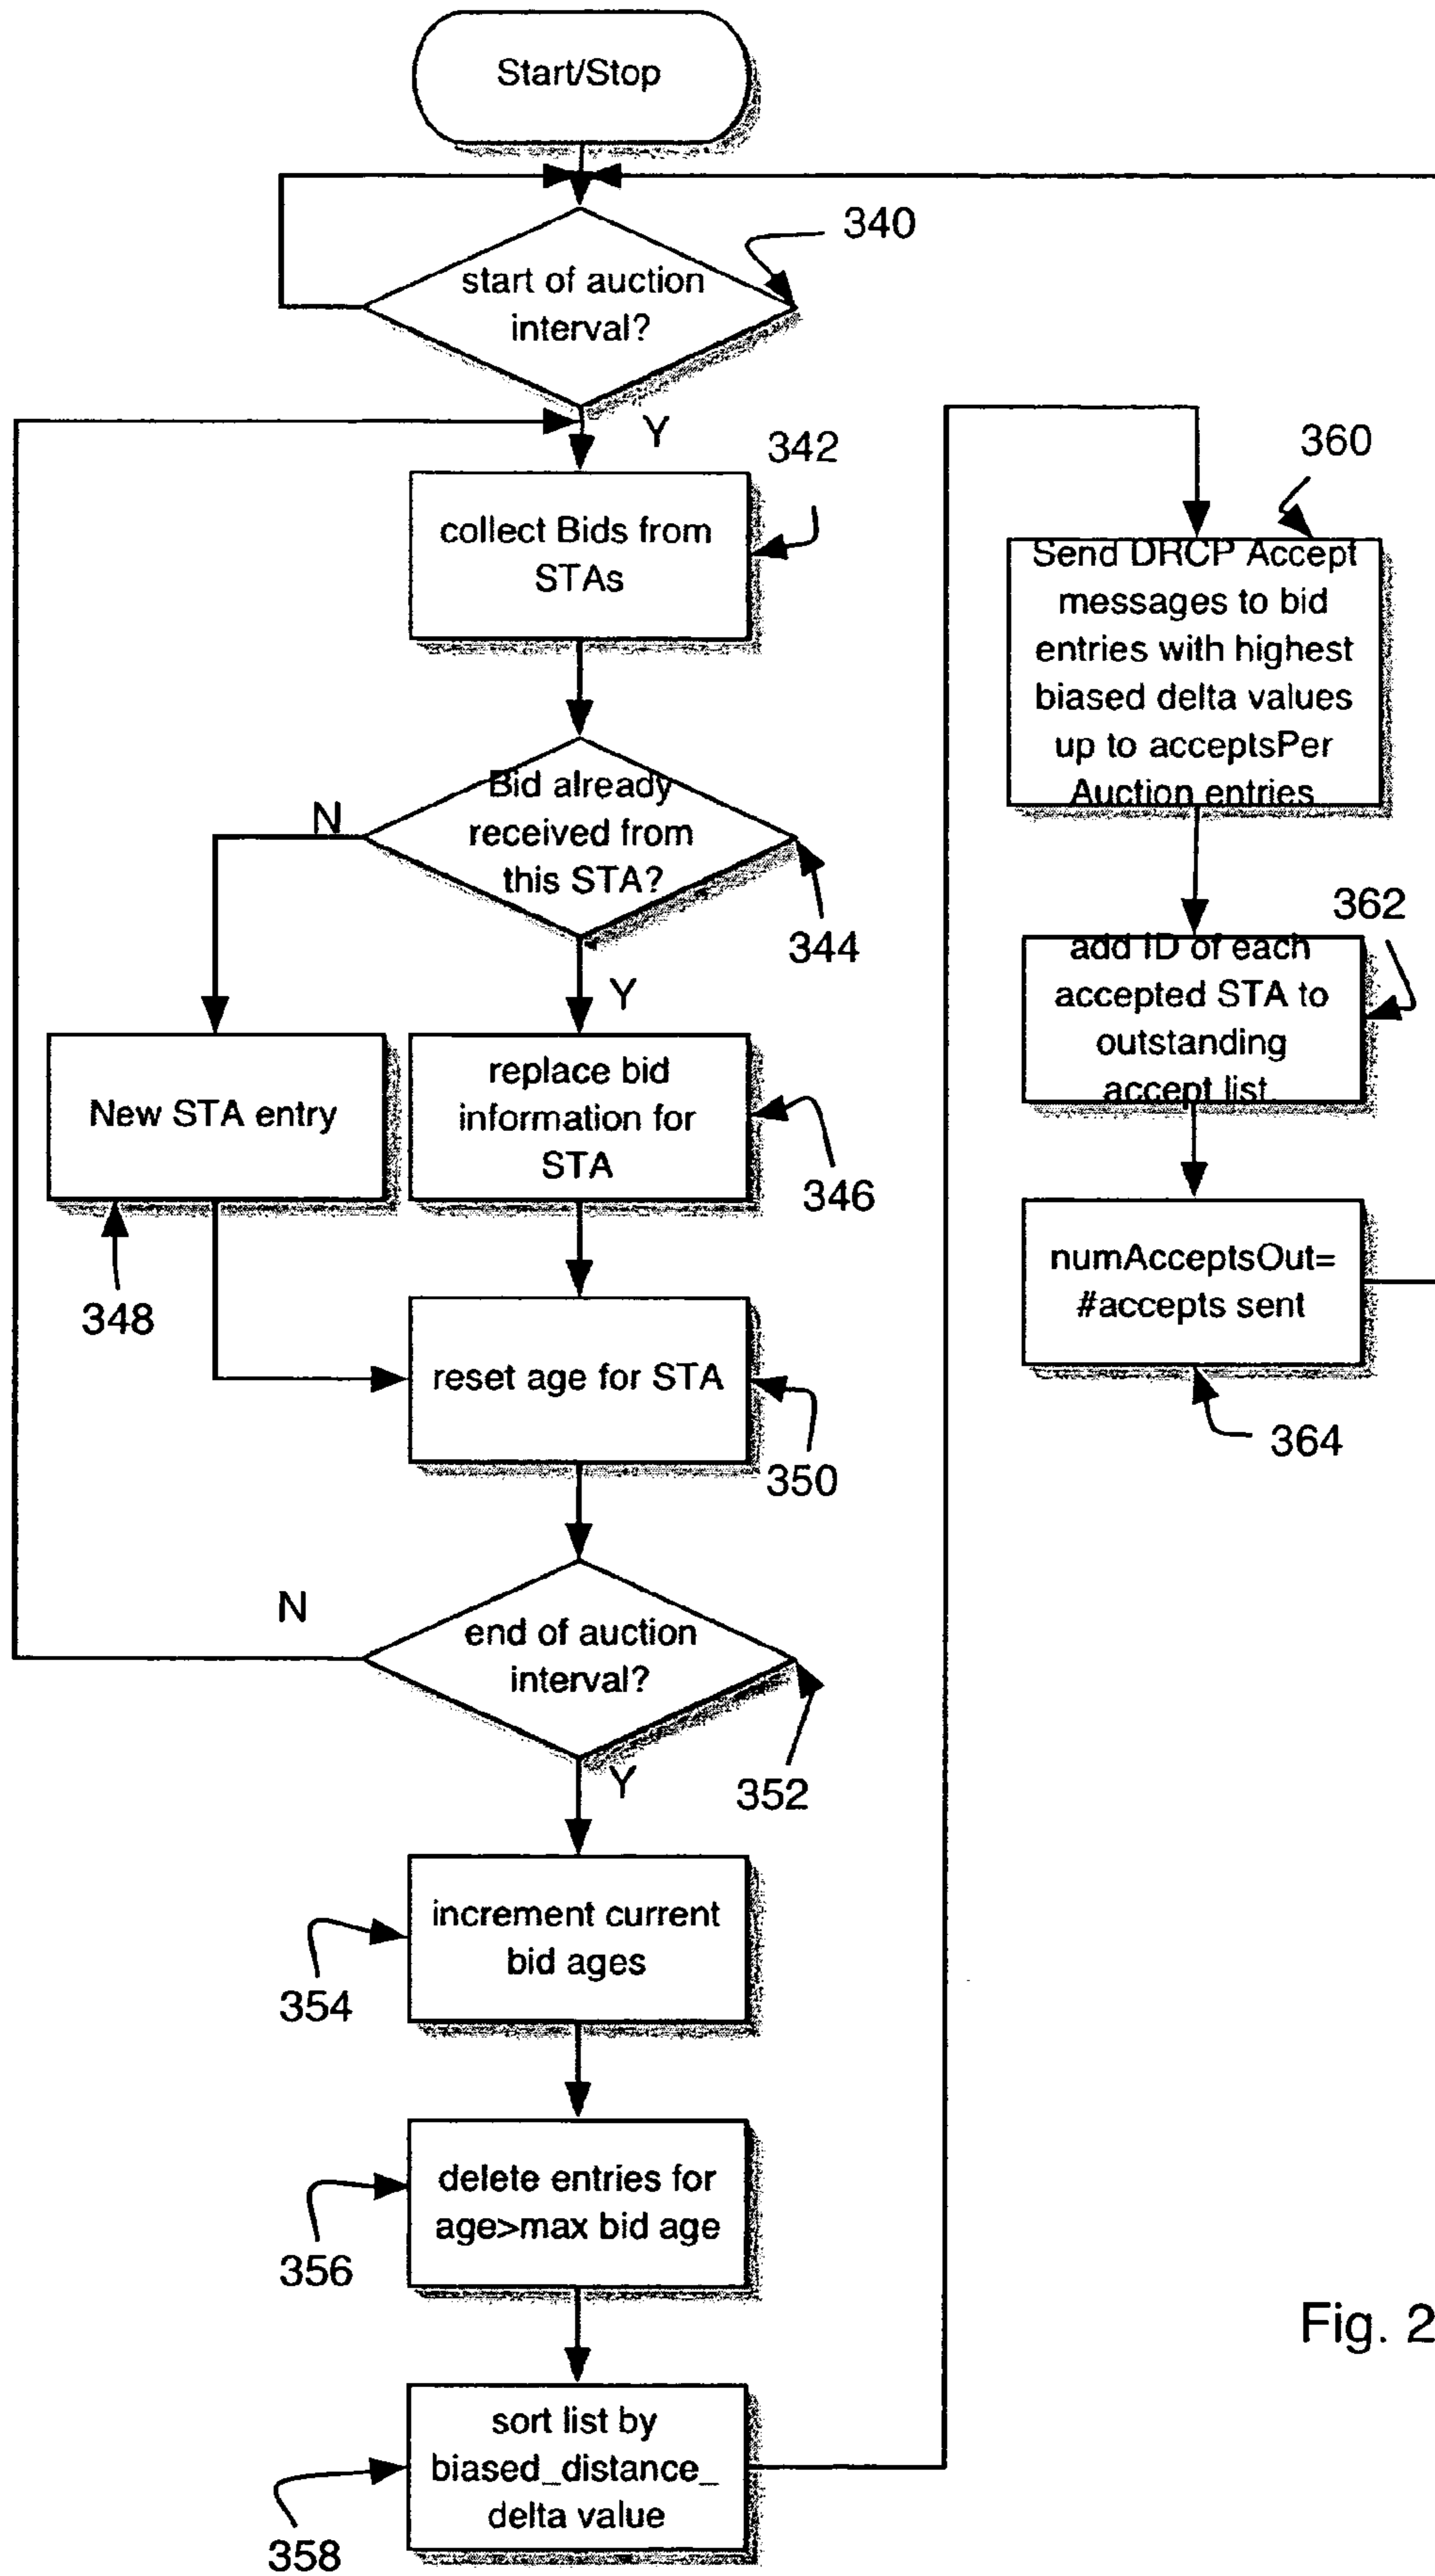 Start/Stop
340
start of auction
interval?
Y
342
collect Bids from
STAs
Bid already
received from
this STA?
N
344
Y
New STA entry
replace bid
information for
STA
346
348
reset age for STA
350
N
end of auction
interval?
352
Y
increment current
bid ages
354
delete entries for
age>max bid age
356
sort list by
biased_distance_
delta value
358
360
Send DRCP Accept
messages to bid
entries with highest
biased delta values
up to acceptsPer
Auction entries
362
add ID of each
accepted STA to
outstanding
accept list.
numAcceptsOut=
#accepts sent
364
Fig. 2